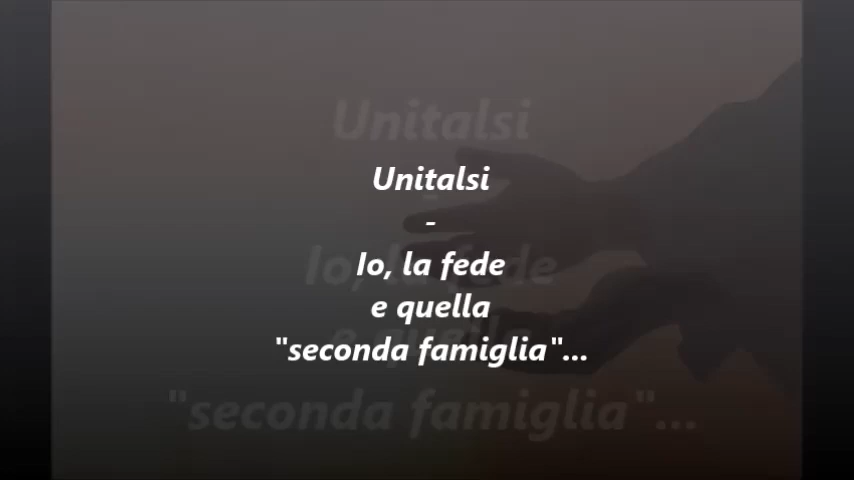 Unitalsi
-
Io, la fede
e quella
"seconda famiglia"...